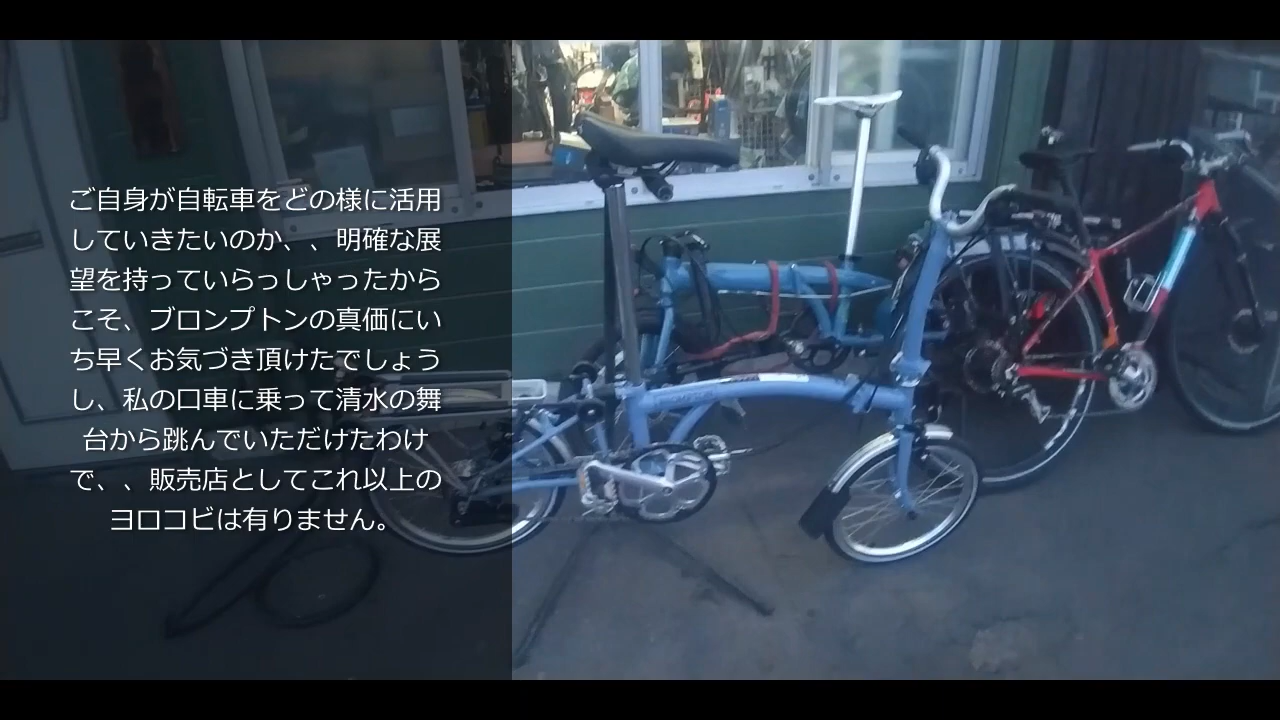 ご自身が自転車をどの様に活用
していきたいのか、、明確な展
望を持っていらっしゃったから
こそ、ブロンプトンの真価にい
ち早くお気づき頂けたでしょう
し、私の口車に乗って清水の舞
台から跳んでいただけたわけ
で、、販売店としてこれ以上の
ヨロコビは有りません。